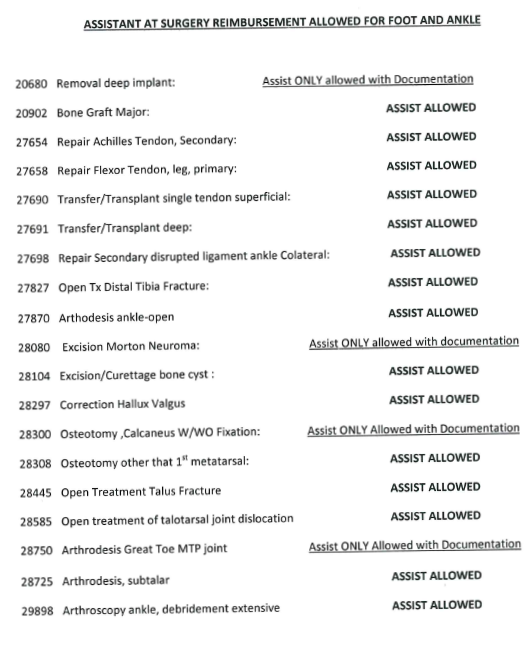 ASSISTANT AT SURGERY REIMBURSEMENT ALLOWED FOR FOOT AND ANKLE
20680 Removal deep implant: Assist ONLY allowed with Documentation
20902 Bone Graft Major: ASSIST ALLOWED
27654 Repair Achilles Tendon, Secondary: ASSIST ALLOWED
27658 Repair Flexor Tendon, leg, primary: ASSIST ALLOWED
27690 Transfer/Transplant single tendon superficial: ASSIST ALLOWED
27691 Transfer/Transplant deep: ASSIST ALLOWED
27698 Repair Secondary disrupted ligament ankle Colateral: ASSIST ALLOWED
27827 Open Tx Distal Tibia Fracture: ASSIST ALLOWED
27870 Arthodesis ankle-open ASSIST ALLOWED
28080 Excision Morton Neuroma: Assist ONLY allowed with documentation
28104 Excision/Curettage bone cyst : ASSIST ALLOWED
28297 Correction Hallux Valgus ASSIST ALLOWED
28300 Osteotomy ,Calcaneus W/WO Fixation: Assist ONLY Allowed with Documentation
28308 Osteotomy other that 1st metatarsal: ASSIST ALLOWED
28445 Open Treatment Talus Fracture ASSIST ALLOWED
28585 Open treatment of talotarsal joint dislocation ASSIST ALLOWED
28750 Arthrodesis Great Toe MTP joint Assist ONLY Allowed with Documentation
28725 Arthrodesis, subtalar ASSIST ALLOWED
29898 Arthroscopy ankle, debridement extensive ASSIST ALLOWED